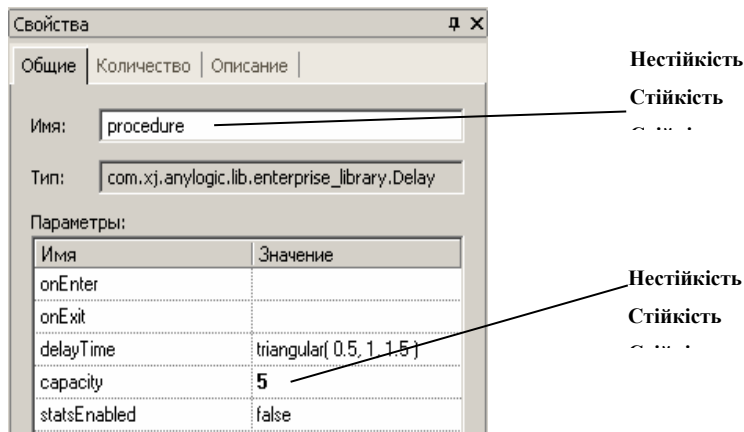 Свойства
Общие Количество Описание
Имя: procedure
Тип: com.xj.anylogic.lib.enterprise_library.Delay
Параметры:
Имя Значение
onEnter
onExit
delayTime triangular( 0.5, 1, 1.5 )
capacity 5
statsEnabled false
Нестійкість
Стійкість
Нестійкість
Стійкість